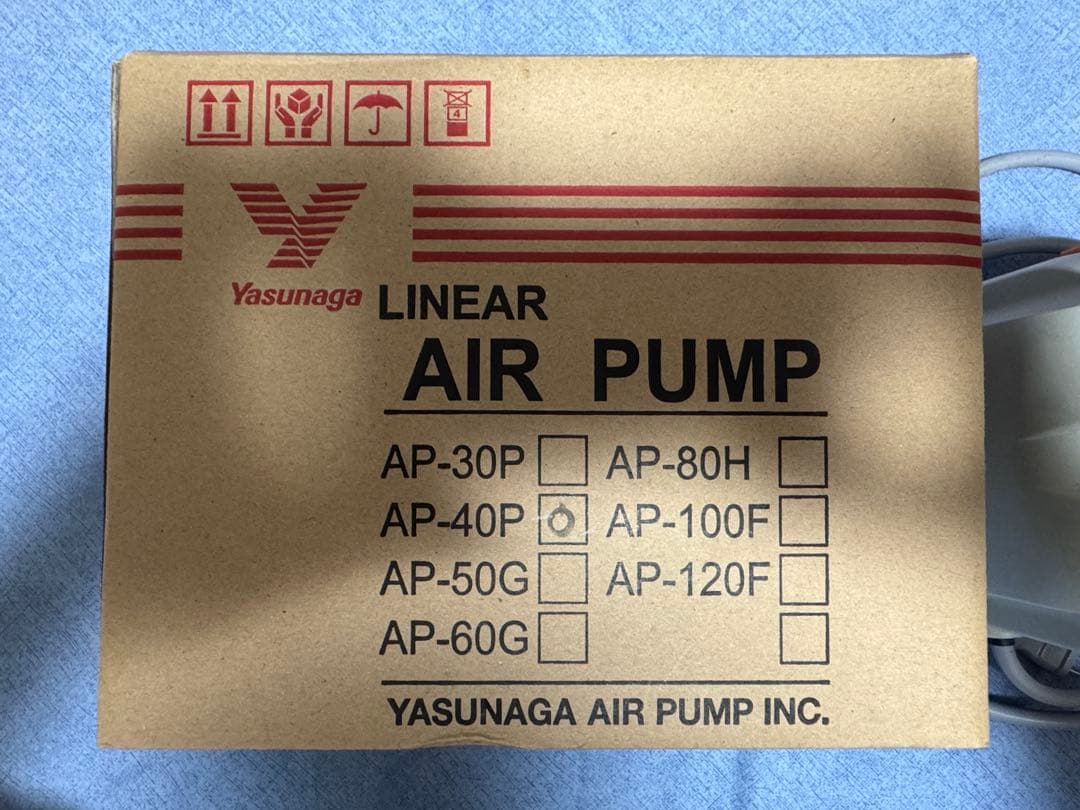 4
Yasunaga
LINEAR
AIR PUMP
AP-30P AP-80H
AP-40P AP-100F
AP-50G AP-120F
AP-60G
YASUNAGA AIR PUMP INC.